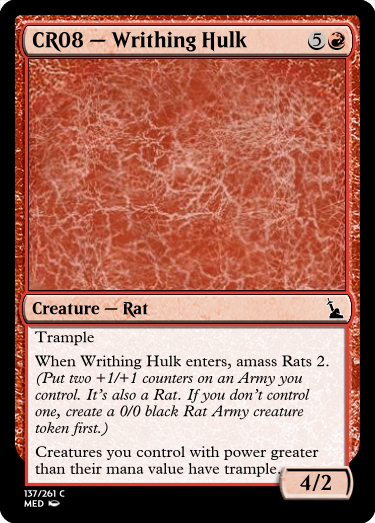 CR08 — Writhing Hulk 5
Creature — Rat
Trample
When Writhing Hulk enters, amass Rats 2.
(Put two +1/+1 counters on an Army you
control. It's also a Rat. If you don't control
one, create a 0/0 black Rat Army creature
token first.)
Creatures you control with power greater
than their mana value have trample.
4/2
137/261 C
MED